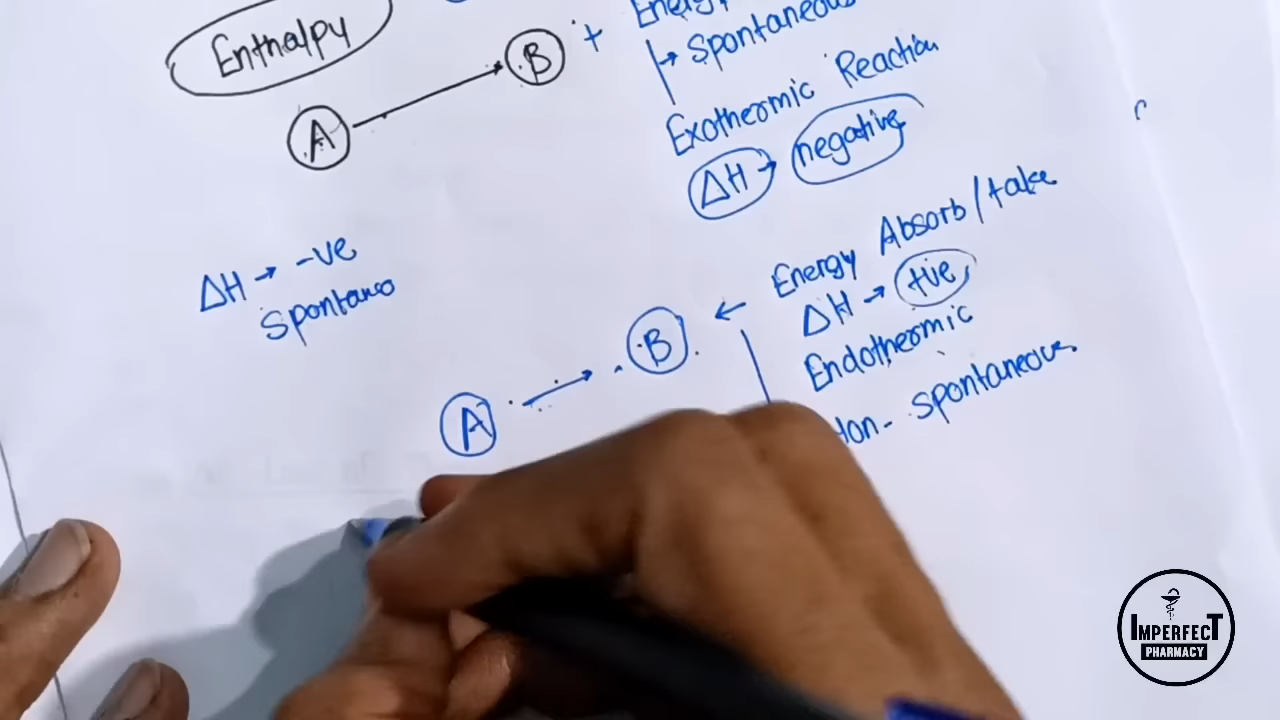 Enthalpy
A → B + Energy
→ Spontaneous
Exothermic Reaction
ΔH → negative
ΔH → -ve
Spontaneo
A → B ← Energy Absorb/take
ΔH → +ve
Endothermic
Non- spontaneous
IMPERFECT
PHARMACY